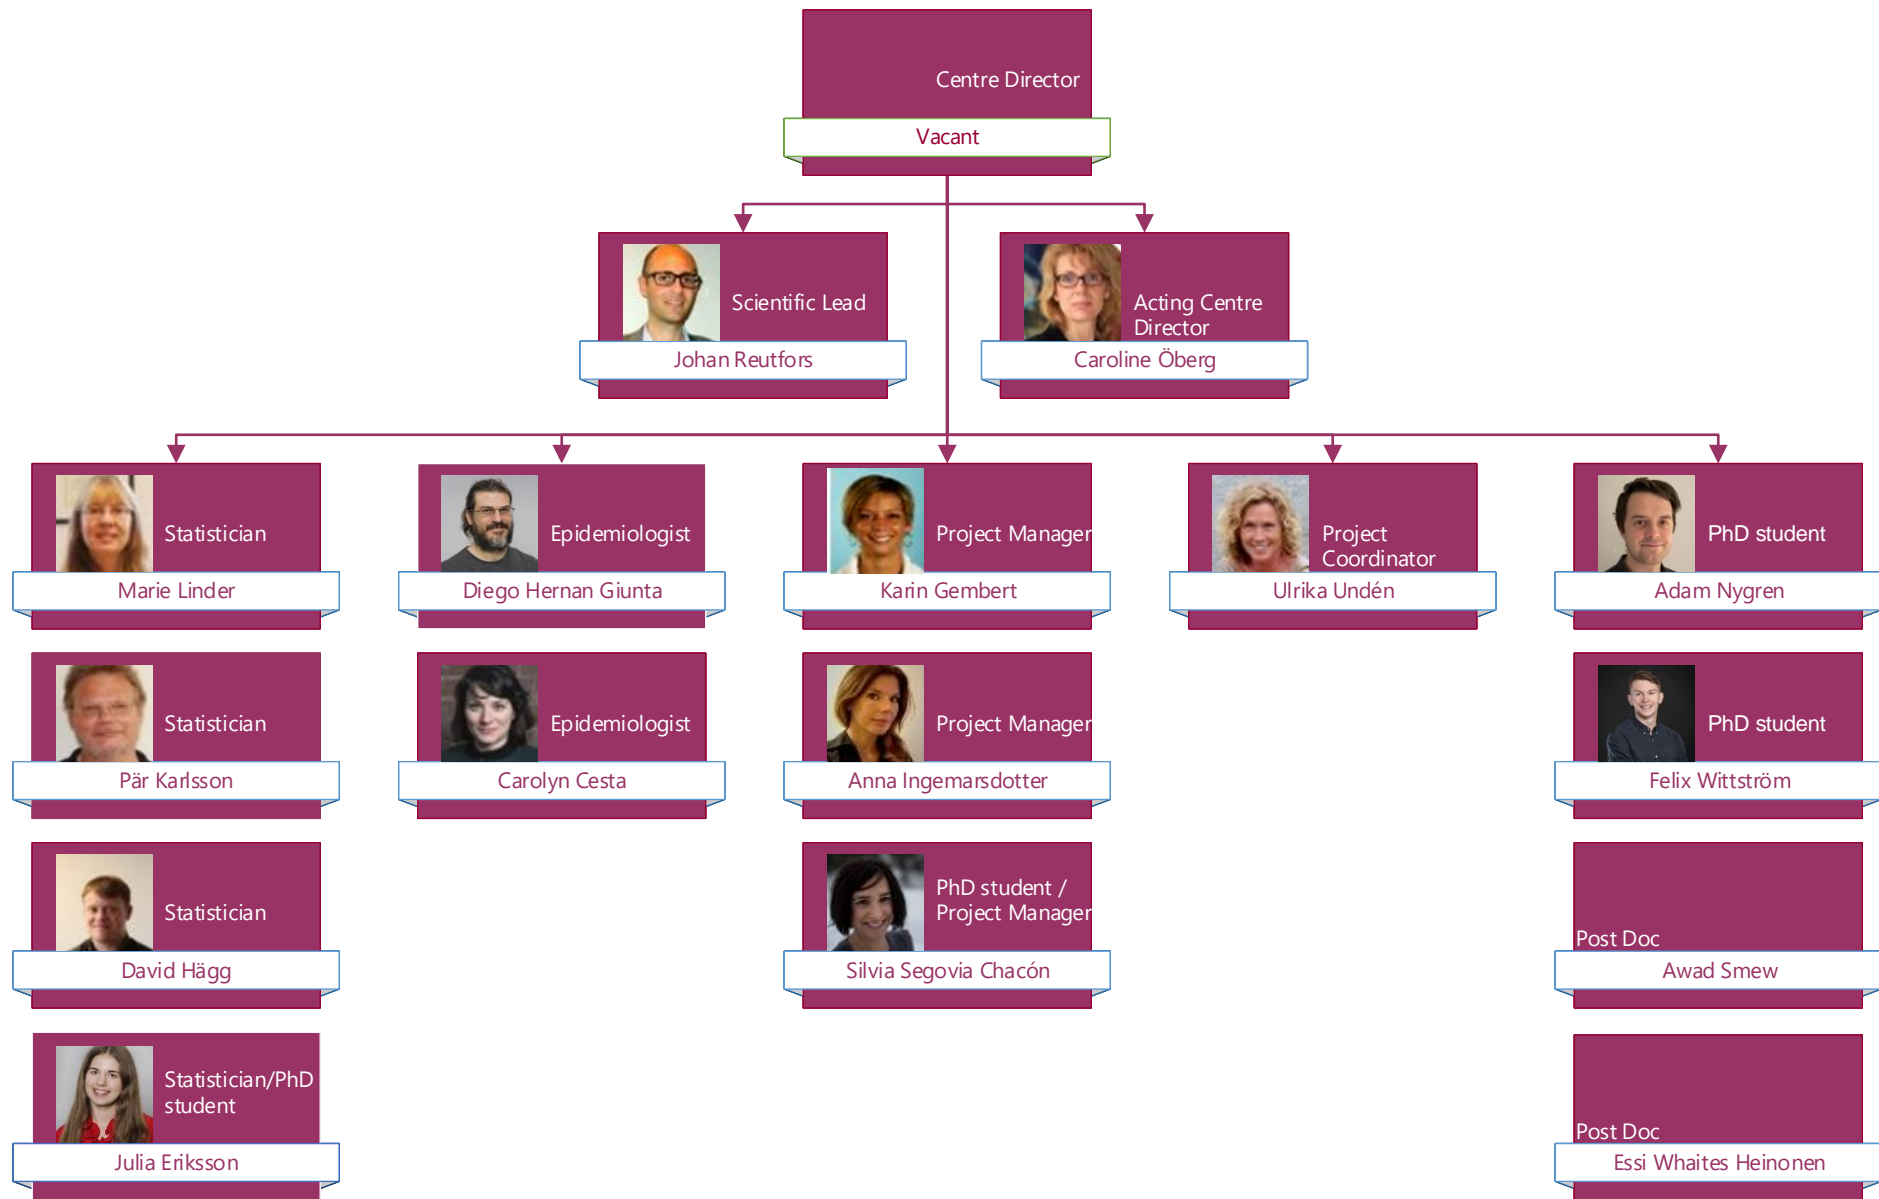 Centre Director
Vacant
Scientific Lead
Johan Reutfors
Acting Centre
Director
Caroline Öberg
Statistician
Marie Linder
Epidemiologist
Diego Hernan Giunta
Project Manager
Karin Gembert
Project
Coordinator
Ulrika Undén
PhD student
Adam Nygren
Statistician
Pär Karlsson
Epidemiologist
Carolyn Cesta
Project Manager
Anna Ingemarsdotter
PhD student
Felix Wittström
Statistician
David Hägg
PhD student /
Project Manager
Silvia Segovia Chacón
Post Doc
Awad Smew
Statistician/PhD
student
Julia Eriksson
Post Doc
Essi Whaites Heinonen